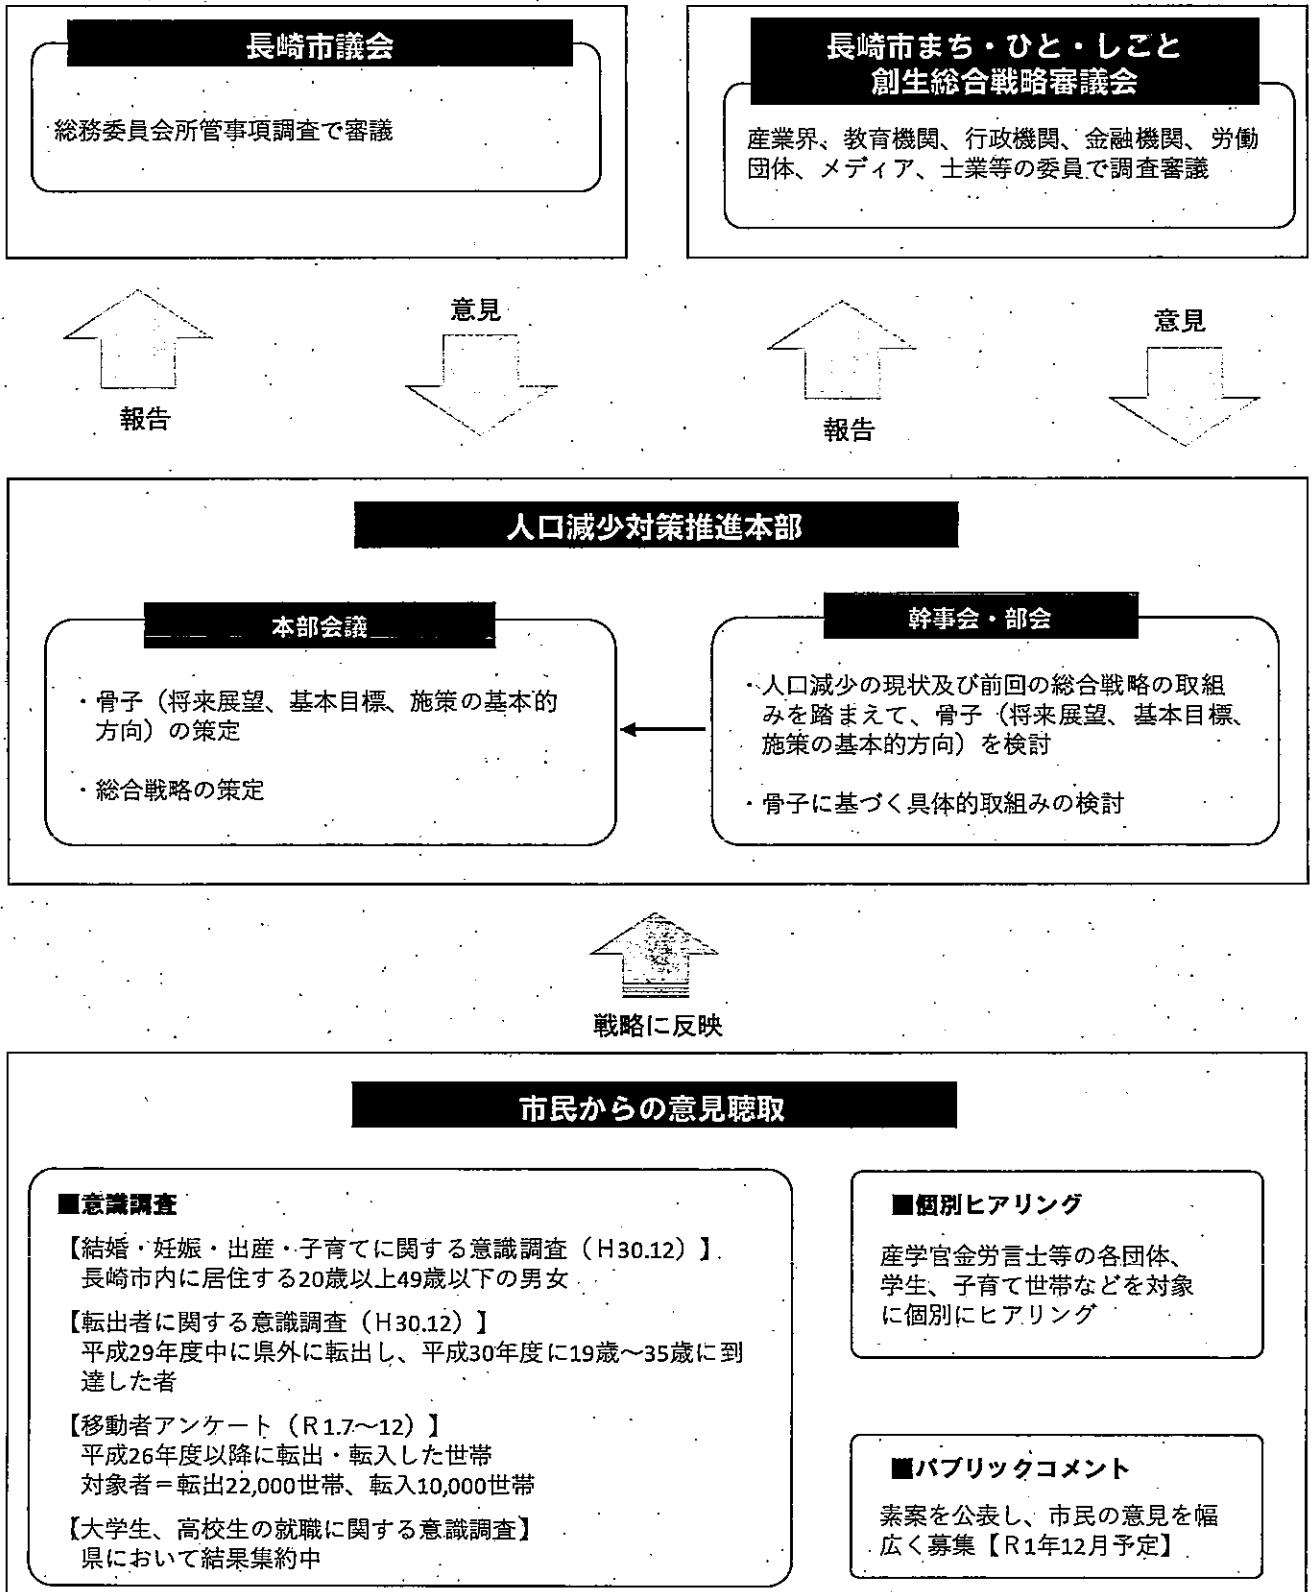 長崎市議会
総務委員会所管事項調査で審議
長崎市まち・ひと・しごと
創生総合戦略審議会
産業界、教育機関、行政機関、金融機関、労働
団体、メディア、士業等の委員で調査審議
報告
意見
報告
意見
人口減少対策推進本部
本部会議
・骨子（将来展望、基本目標、施策の基本的
方向）の策定
・総合戦略の策定
幹事会・部会
・人口減少の現状及び前回の総合戦略の取組
みを踏まえて、骨子（将来展望、基本目標、
施策の基本的方向）を検討
・骨子に基づく具体的取組みの検討
戦略に反映
市民からの意見聴取
■意識調査
【結婚・妊娠・出産・子育てに関する意識調査（H30.12）】
長崎市内に居住する20歳以上49歳以下の男女
【転出者に関する意識調査（H30.12）】
平成29年度中に県外に転出し、平成30年度に19歳～35歳に到
達した者
【移動者アンケート（R1.7～12）】
平成26年度以降に転出・転入した世帯
対象者＝転出22,000世帯、転入10,000世帯
【大学生、高校生の就職に関する意識調査】
県において結果集約中
■個別ヒアリング
産学官金労言士等の各団体、
学生、子育て世帯などを対象
に個別にヒアリング
■パブリックコメント
素案を公表し、市民の意見を幅
広く募集【R1年12月予定】